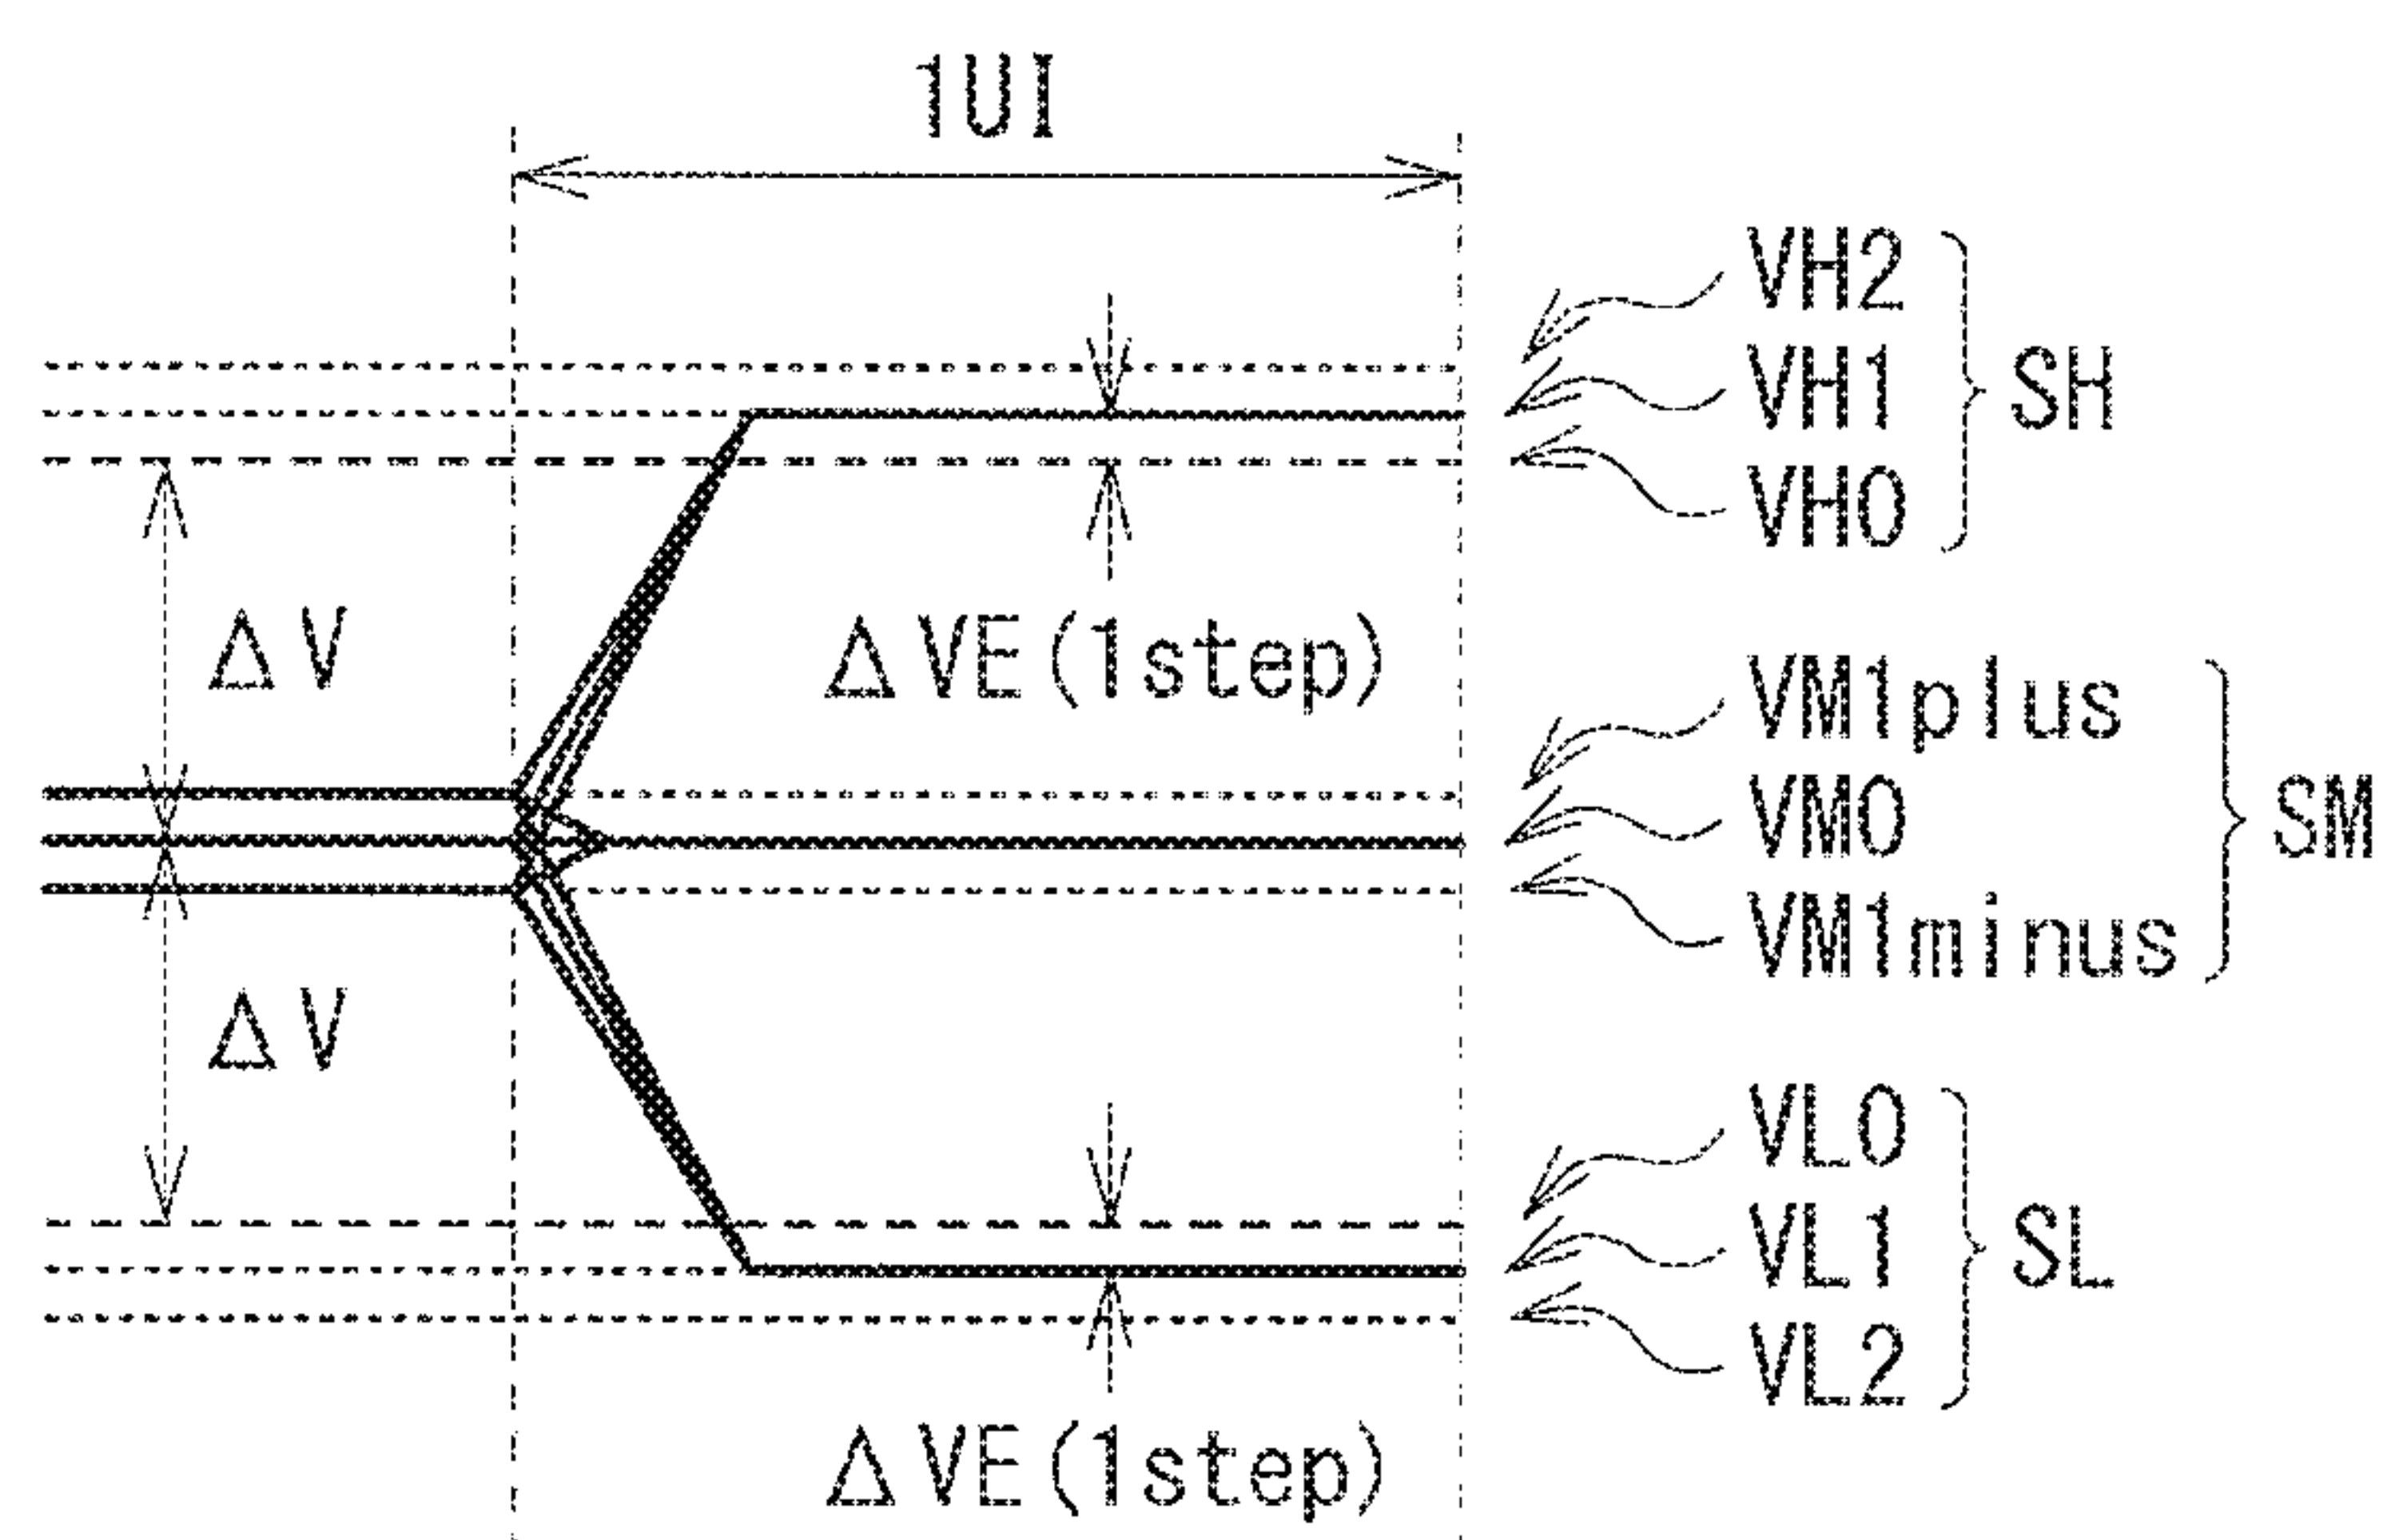 1UI
VH2
VH1
SH
VH0
ΔV
ΔVE(1step)
VM1plus
VM0
SM
VM1minus
ΔV
VL0
VL1
SL
VL2
ΔVE(1step)